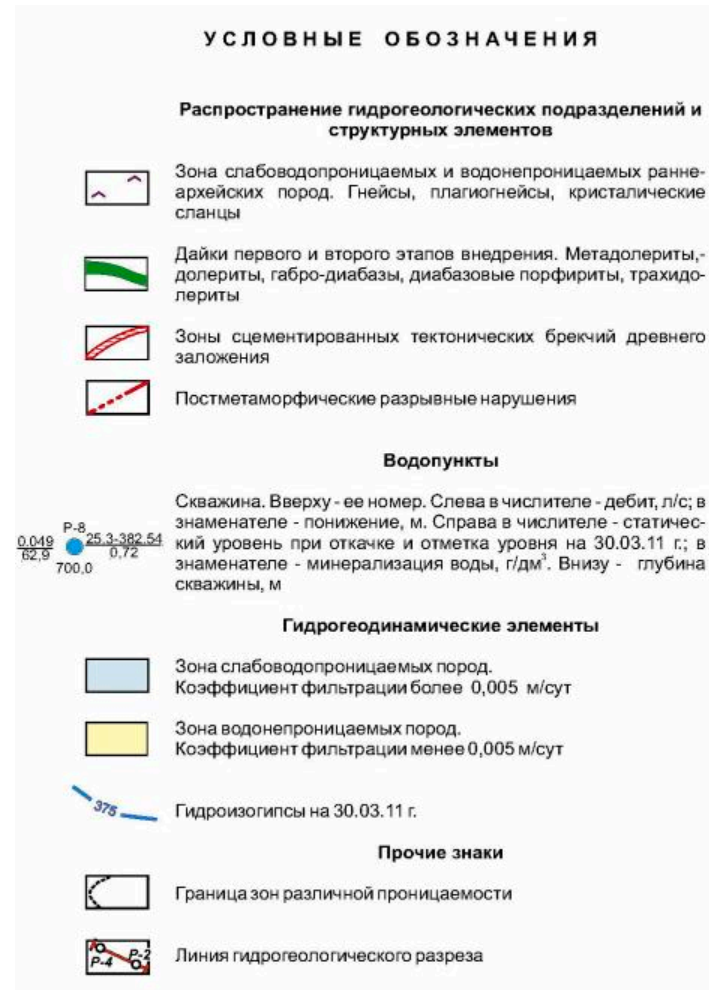 УСЛОВНЫЕ ОБОЗНАЧЕНИЯ
Распространение гидрогеологических подразделений и
структурных элементов
Зона слабоводопроницаемых и водонепроницаемых ранне-
архейских пород. Гнейсы, плагиогнейсы, кристалические
сланцы
Дайки первого и второго этапов внедрения. Метадолериты,-
долериты, габро-диабазы, диабазовые порфириты, трахидо-
лериты
Зоны сцементированных тектонических брекчий древнего
заложения
Постметаморфические разрывные нарушения
Водопункты
Р-8
0.049 25.3-382.54
62,9 0,72
700,0
Скважина. Вверху - ее номер. Слева в числителе - дебит, л/с; в
знаменателе - понижение, м. Справа в числителе - статичес-
кий уровень при откачке и отметка уровня на 30.03.11 г.; в
знаменателе - минерализация воды, г/дм³. Внизу - глубина
скважины, м
Гидрогеодинамические элементы
Зона слабоводопроницаемых пород.
Коэффициент фильтрации более 0,005 м/сут
Зона водонепроницаемых пород.
Коэффициент фильтрации менее 0,005 м/сут
375
Гидроизогипсы на 30.03.11 г.
Прочие знаки
Граница зон различной проницаемости
Р-4 Р-2
Линия гидрогеологического разреза